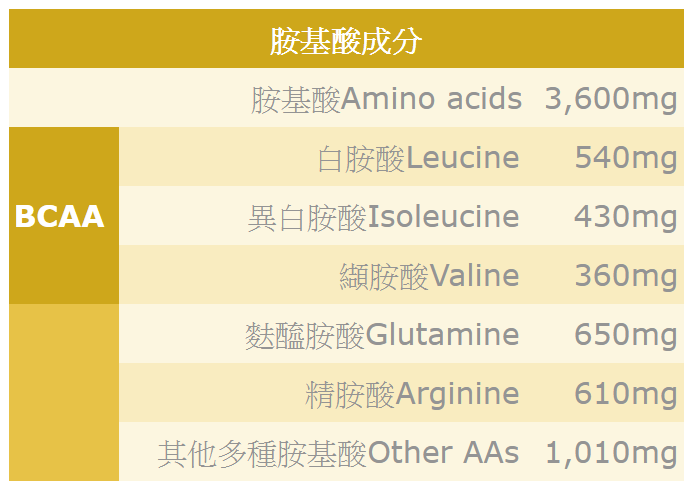 胺基酸成分
胺基酸Amino acids 3,600mg
白胺酸Leucine 540mg
BCAA 異白胺酸Isoleucine 430mg
纈胺酸Valine 360mg
麩醯胺酸Glutamine 650mg
精胺酸Arginine 610mg
其他多種胺基酸Other AAs 1,010mg